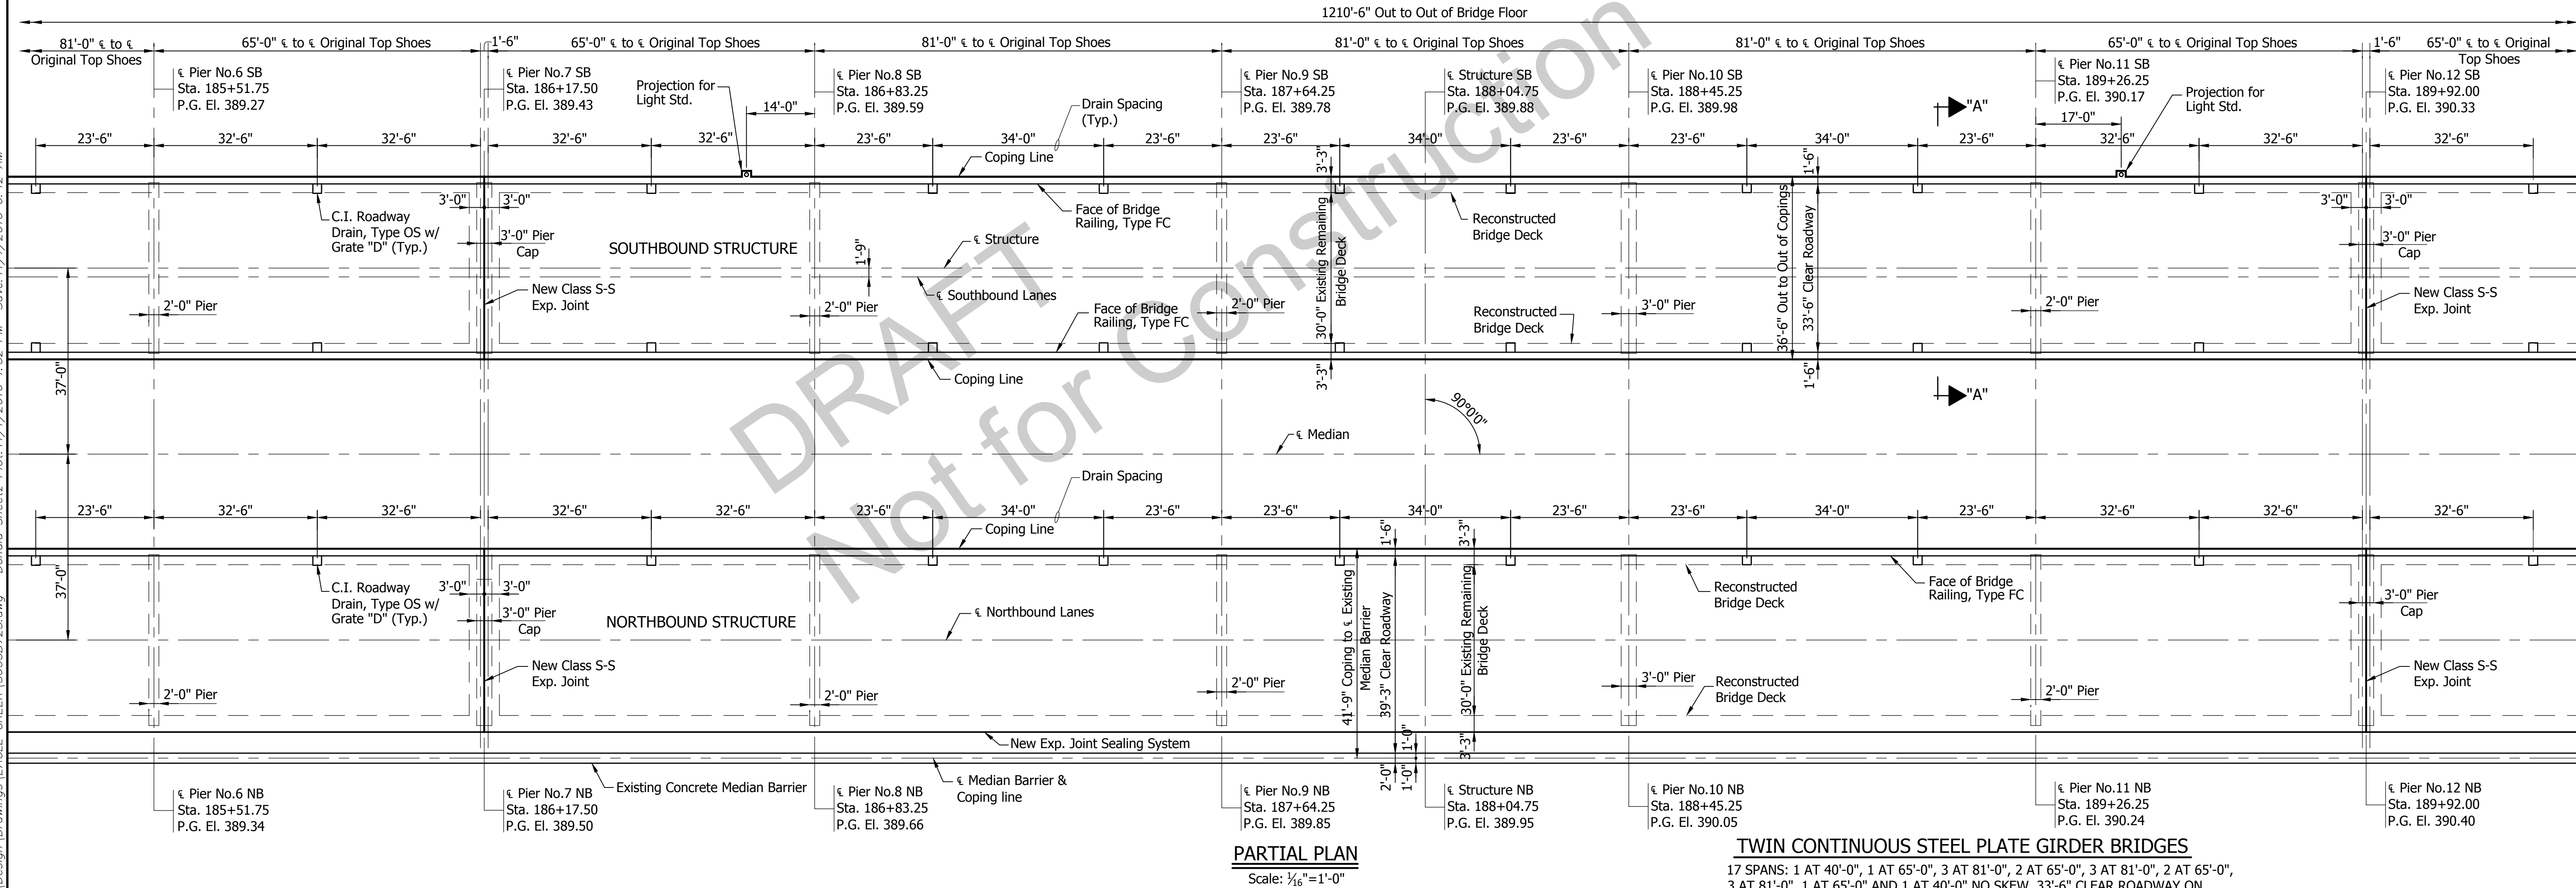 1210'-6" Out to Out of Bridge Floor
81'-0" ℄ to ℄
Original Top Shoes
65'-0" ℄ to ℄ Original Top Shoes
1'-6"
65'-0" ℄ to ℄ Original Top Shoes
81'-0" ℄ to ℄ Original Top Shoes
81'-0" ℄ to ℄ Original Top Shoes
81'-0" ℄ to ℄ Original Top Shoes
65'-0" ℄ to ℄ Original Top Shoes
1'-6"
65'-0" ℄ to ℄ Original
Top Shoes
℄ Pier No.6 SB
Sta. 185+51.75
P.G. El. 389.27
℄ Pier No.7 SB
Sta. 186+17.50
P.G. El. 389.43
Projection for
Light Std.
14'-0"
℄ Pier No.8 SB
Sta. 186+83.25
P.G. El. 389.59
Drain Spacing
(Typ.)
℄ Pier No.9 SB
Sta. 187+64.25
P.G. El. 389.78
℄ Structure SB
Sta. 188+04.75
P.G. El. 389.88
℄ Pier No.10 SB
Sta. 188+45.25
P.G. El. 389.98
"A"
℄ Pier No.11 SB
Sta. 189+26.25
P.G. El. 390.17
17'-0"
Projection for
Light Std.
℄ Pier No.12 SB
Sta. 189+92.00
P.G. El. 390.33
23'-6"
32'-6"
32'-6"
32'-6"
32'-6"
23'-6"
34'-0"
23'-6"
23'-6"
34'-0"
23'-6"
23'-6"
34'-0"
23'-6"
32'-6"
32'-6"
32'-6"
Coping Line
3'-3"
1'-6"
C.I. Roadway
Drain, Type OS w/
Grate "D" (Typ.)
3'-0"
3'-0"
3'-0" Pier
Cap
SOUTHBOUND STRUCTURE
1'-9"
℄ Structure
Face of Bridge
Railing, Type FC
30'-0" Existing Remaining
Bridge Deck
Reconstructed
Bridge Deck
36'-6" Out to Out of Copings
33'-6" Clear Roadway
3'-0"
3'-0"
3'-0" Pier
Cap
New Class S-S
Exp. Joint
℄ Southbound Lanes
Face of Bridge
Railing, Type FC
2'-0" Pier
2'-0" Pier
2'-0" Pier
Reconstructed
Bridge Deck
3'-0" Pier
2'-0" Pier
New Class S-S
Exp. Joint
37'-0"
Coping Line
3'-3"
1'-6"
"A"
90°0'0"
℄ Median
DRAFT
Not for Construction
37'-0"
Drain Spacing
23'-6"
32'-6"
32'-6"
32'-6"
32'-6"
23'-6"
34'-0"
23'-6"
23'-6"
34'-0"
23'-6"
23'-6"
34'-0"
23'-6"
32'-6"
32'-6"
32'-6"
Coping Line
1'-6"
3'-3"
C.I. Roadway
Drain, Type OS w/
Grate "D" (Typ.)
3'-0"
3'-0"
3'-0" Pier
Cap
NORTHBOUND STRUCTURE
℄ Northbound Lanes
41'-9" Coping to ℄ Existing
Median Barrier
39'-3" Clear Roadway
30'-0" Existing Remaining
Bridge Deck
Reconstructed
Bridge Deck
Face of Bridge
Railing, Type FC
3'-0" Pier
Cap
New Class S-S
Exp. Joint
2'-0" Pier
2'-0" Pier
2'-0" Pier
3'-0" Pier
Reconstructed
Bridge Deck
2'-0" Pier
New Class S-S
Exp. Joint
New Exp. Joint Sealing System
1'-0"
3'-3"
2'-0"
1'-0"
Existing Concrete Median Barrier
℄ Median Barrier &
Coping line
℄ Pier No.6 NB
Sta. 185+51.75
P.G. El. 389.34
℄ Pier No.7 NB
Sta. 186+17.50
P.G. El. 389.50
℄ Pier No.8 NB
Sta. 186+83.25
P.G. El. 389.66
℄ Pier No.9 NB
Sta. 187+64.25
P.G. El. 389.85
℄ Structure NB
Sta. 188+04.75
P.G. El. 389.95
℄ Pier No.10 NB
Sta. 188+45.25
P.G. El. 390.05
℄ Pier No.11 NB
Sta. 189+26.25
P.G. El. 390.24
℄ Pier No.12 NB
Sta. 189+92.00
P.G. El. 390.40
PARTIAL PLAN
Scale: 1/16"=1'-0"
TWIN CONTINUOUS STEEL PLATE GIRDER BRIDGES
17 SPANS: 1 AT 40'-0", 1 AT 65'-0", 3 AT 81'-0", 2 AT 65'-0", 3 AT 81'-0", 2 AT 65'-0",
3 AT 81'-0", 1 AT 65'-0" AND 1 AT 40'-0" NO SKEW, 33'-6" CLEAR ROADWAY ON